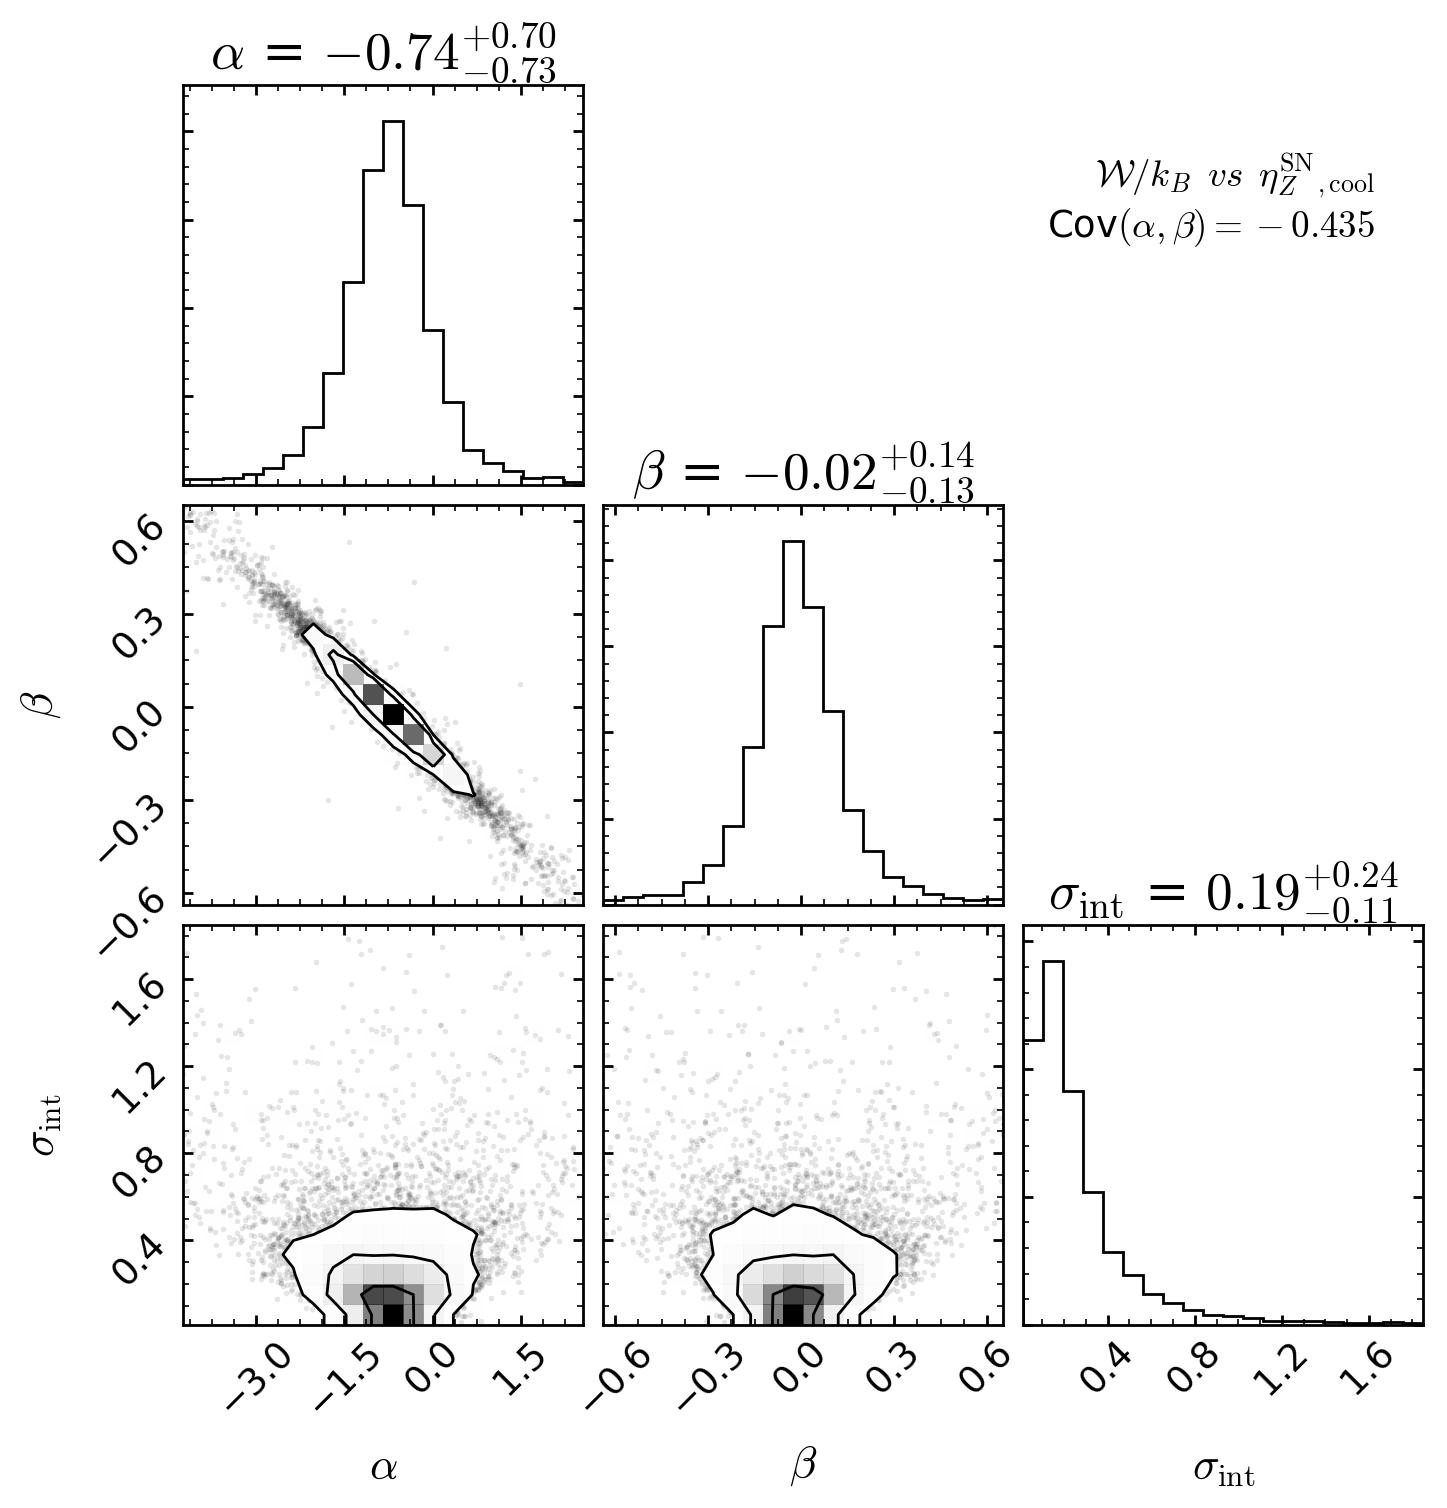 α = −0.74^{+0.70}_{−0.73}
𝒲/k_B vs η_Z^{SN}, cool
Cov(α, β) = −0.435
β = −0.02^{+0.14}_{−0.13}
0.6
0.3
0.0
−0.3
−0.6
β
σ_int = 0.19^{+0.24}_{−0.11}
1.6
1.2
0.8
0.4
σ_int
−3.0 −1.5 0.0 1.5
−0.6 −0.3 0.0 0.3 0.6
0.4 0.8 1.2 1.6
α β σ_int